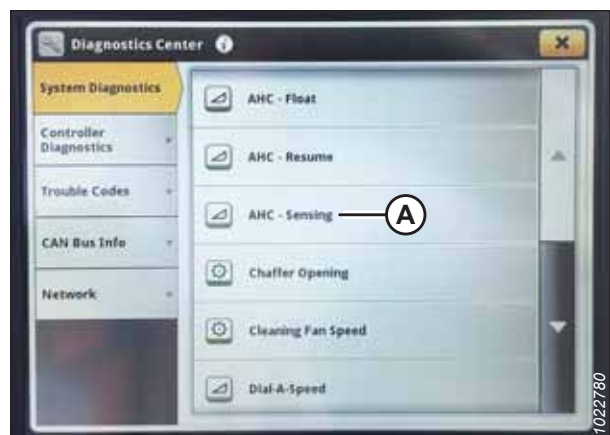 Diagnostics Center
System Diagnostics
Controller
Diagnostics
Trouble Codes
CAN Bus Info
Network
AHC - Float
AHC - Resume
AHC - Sensing
A
Chaffer Opening
Cleaning Fan Speed
Dial-A-Speed
1022780